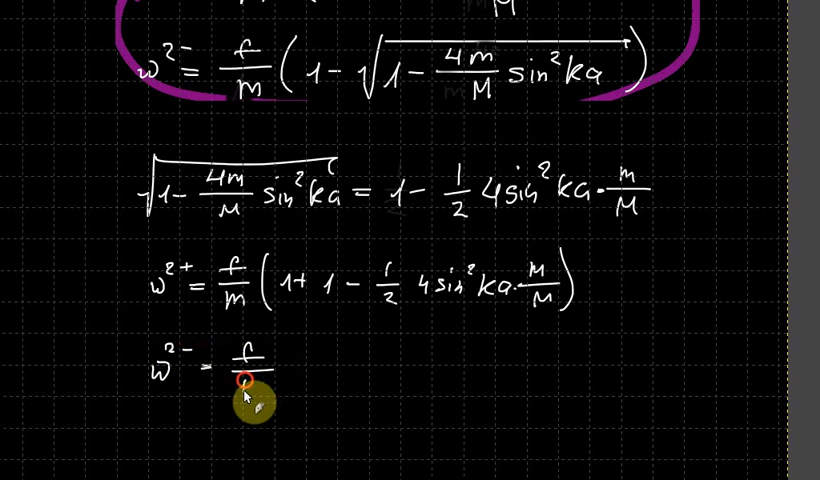 M
ω²⁻ = f/m (1 - √(1 - 4m/M sin²ka))
√(1 - 4m/M sin²ka) = 1 - 1/2 4sin²ka · m/M
ω²⁺ = f/m (1 + 1 - 1/2 4sin²ka · m/M)
ω²⁻ = f/